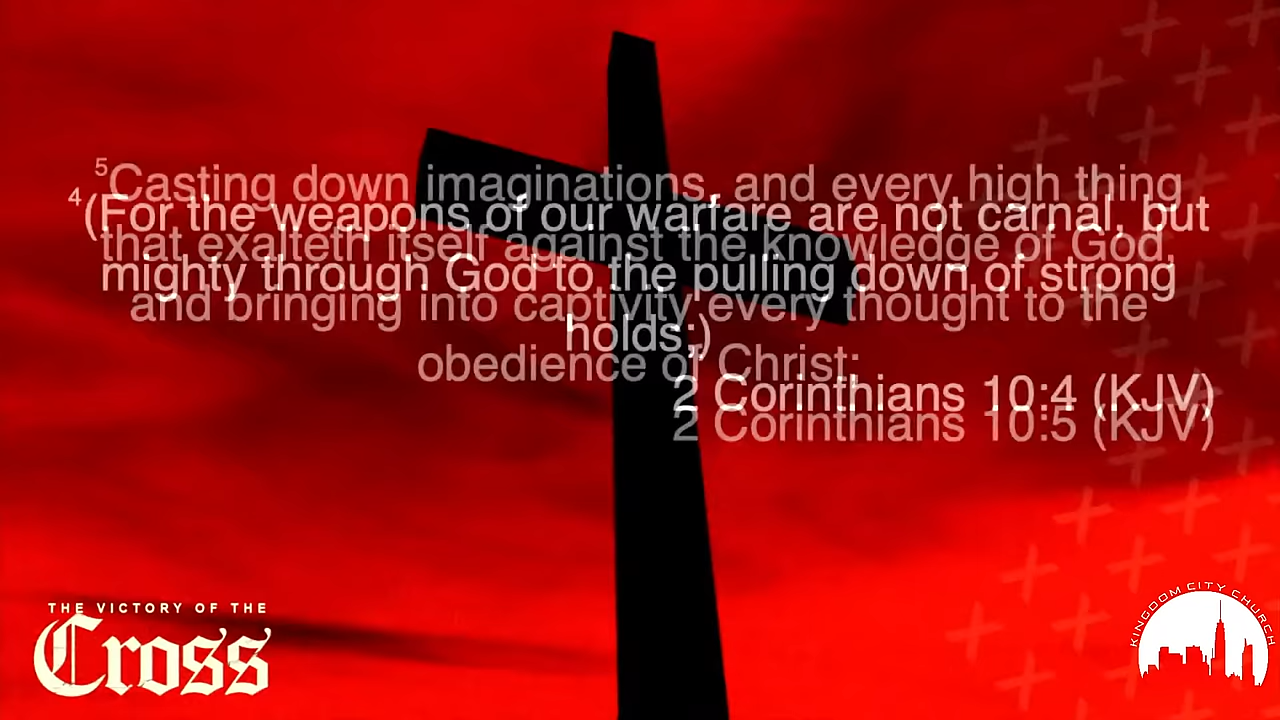 ⁴(For the weapons of our warfare are not carnal, but
mighty through God to the pulling down of strong
holds;)
2 Corinthians 10:4 (KJV)
⁵Casting down imaginations, and every high thing
that exalteth itself against the knowledge of God,
and bringing into captivity every thought to the
obedience of Christ;
2 Corinthians 10:5 (KJV)
THE VICTORY OF THE
Cross
KINGDOM CITY CHURCH